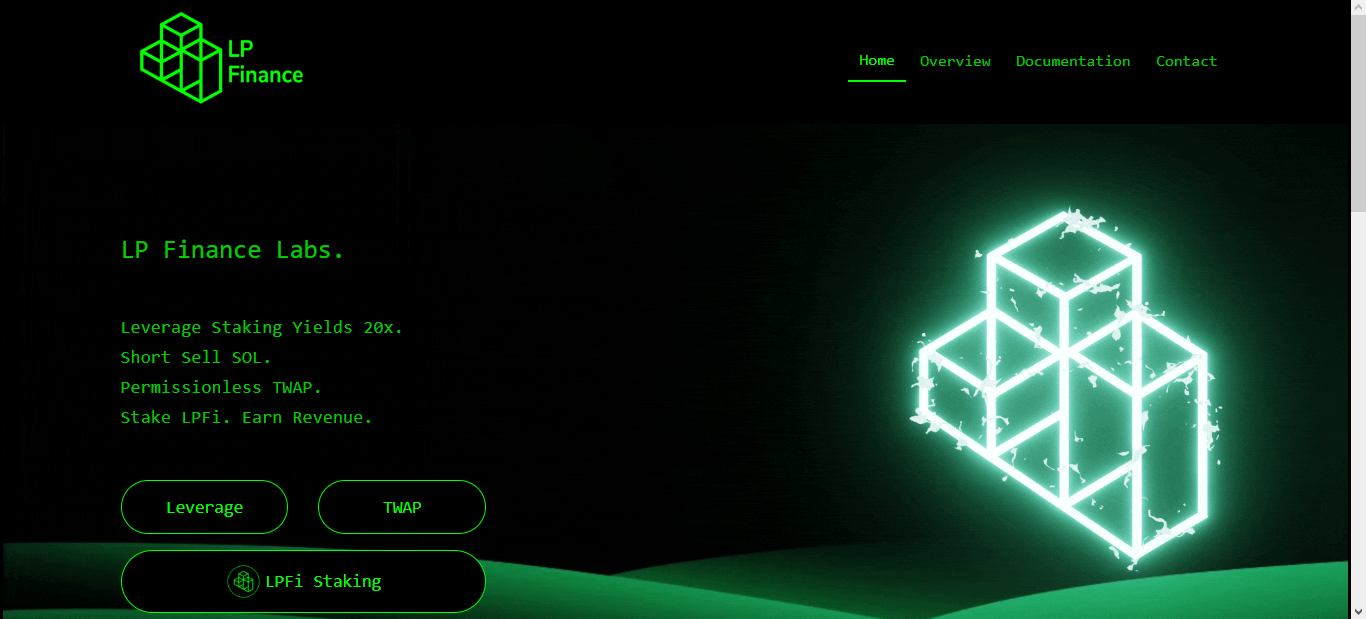 LP
Finance
Home Overview Documentation Contact
LP Finance Labs.
Leverage Staking Yields 20x.
Short Sell SOL.
Permissionless TWAP.
Stake LPFi. Earn Revenue.
Leverage TWAP
LPFi Staking